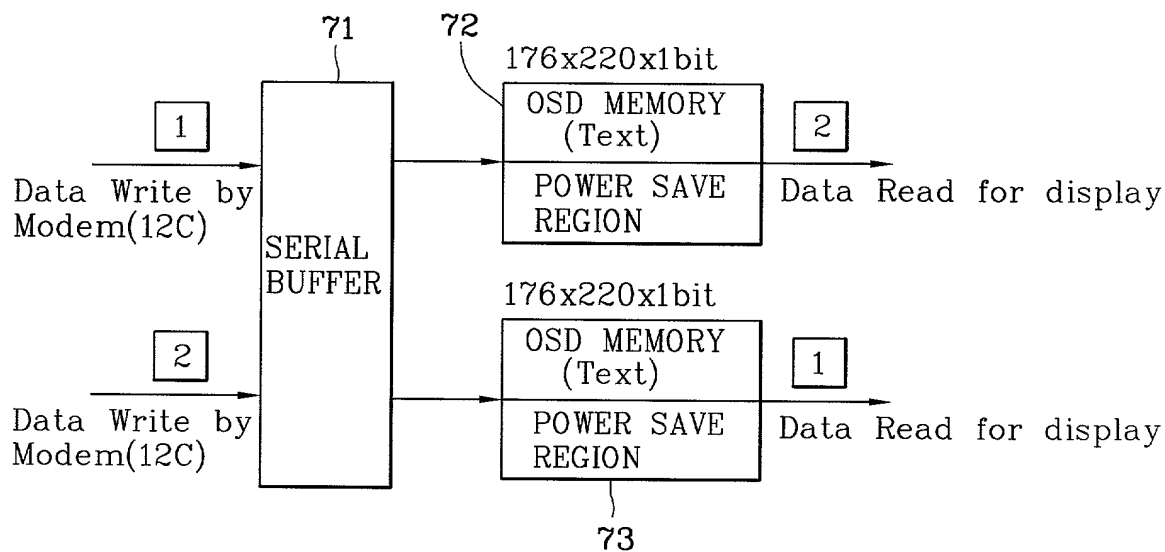 71
72
176x220x1bit
1
OSD MEMORY
(Text)
2
Data Write by
Modem(12C)
POWER SAVE
REGION
Data Read for display
SERIAL
BUFFER
176x220x1bit
2
OSD MEMORY
(Text)
1
Data Write by
Modem(12C)
POWER SAVE
REGION
Data Read for display
73